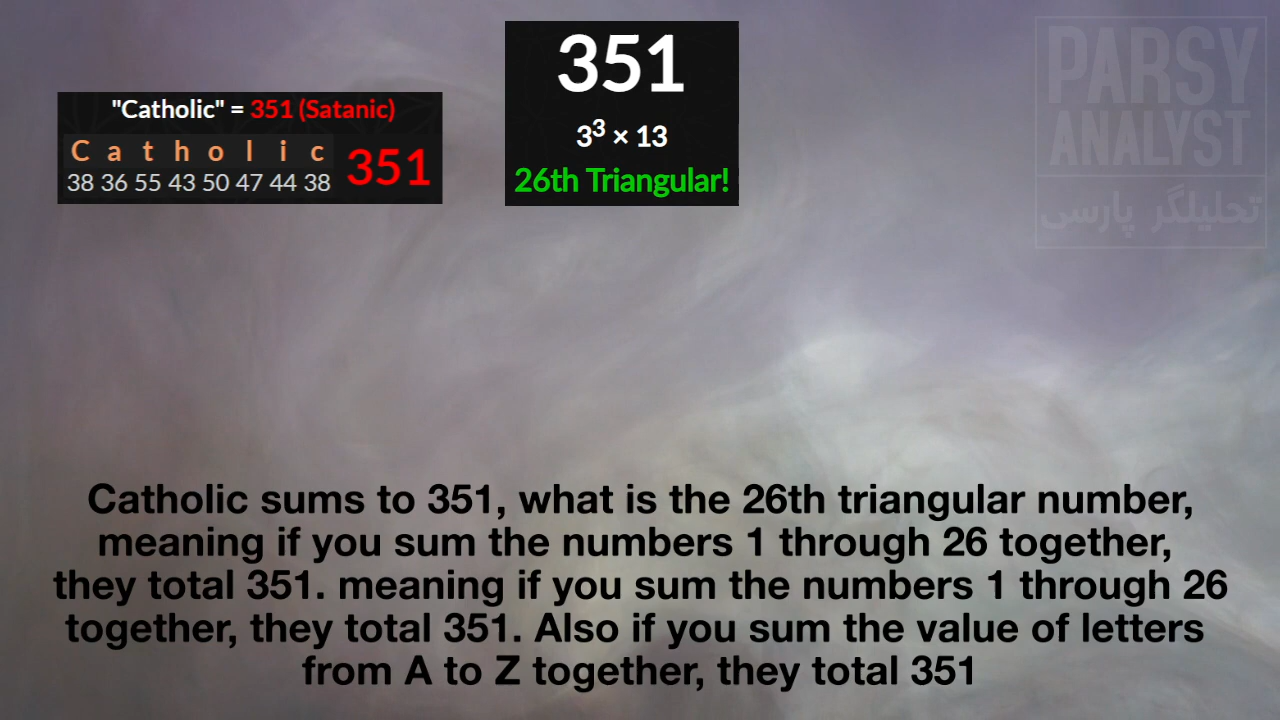 "Catholic" = 351 (Satanic)
C a t h o l i c
38 36 55 43 50 47 44 38
351
351
3³ × 13
26th Triangular!
PARSY
ANALYST
تحلیلگر پارسی
Catholic sums to 351, what is the 26th triangular number,
meaning if you sum the numbers 1 through 26 together,
they total 351. meaning if you sum the numbers 1 through 26
together, they total 351. Also if you sum the value of letters
from A to Z together, they total 351